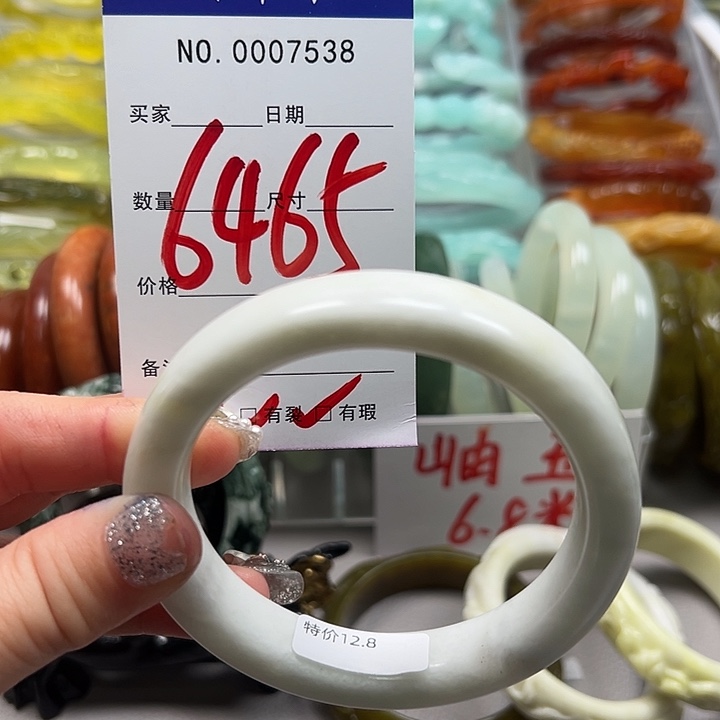 NO. 0007538
买家 日期
6465
数量 尺寸
价格
备
有裂 有瑕
岫玉
6.8米
特价12.8